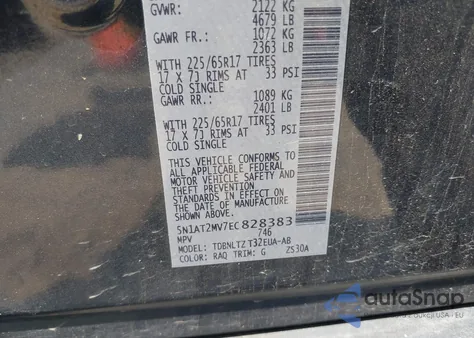 GVWR: 2122 KG
4679 LB
GAWR FR.: 1072 KG
2363 LB
WITH 225/65R17 TIRES
17 X 7J RIMS AT 33 PSI
COLD SINGLE
GAWR RR.: 1089 KG
2401 LB
WITH 225/65R17 TIRES
17 X 7J RIMS AT 33 PSI
COLD SINGLE
THIS VEHICLE CONFORMS TO
ALL APPLICABLE FEDERAL
MOTOR VEHICLE SAFETY AND
THEFT PREVENTION
STANDARDS IN EFFECT ON
THE DATE OF MANUFACTURE
SHOWN ABOVE.
5N1AT2MV7EC828383
MPV 746
MODEL: TDBNLTZ T32EUA-AB
COLOR: RAQ TRIM: G ZS30A
autoSnap